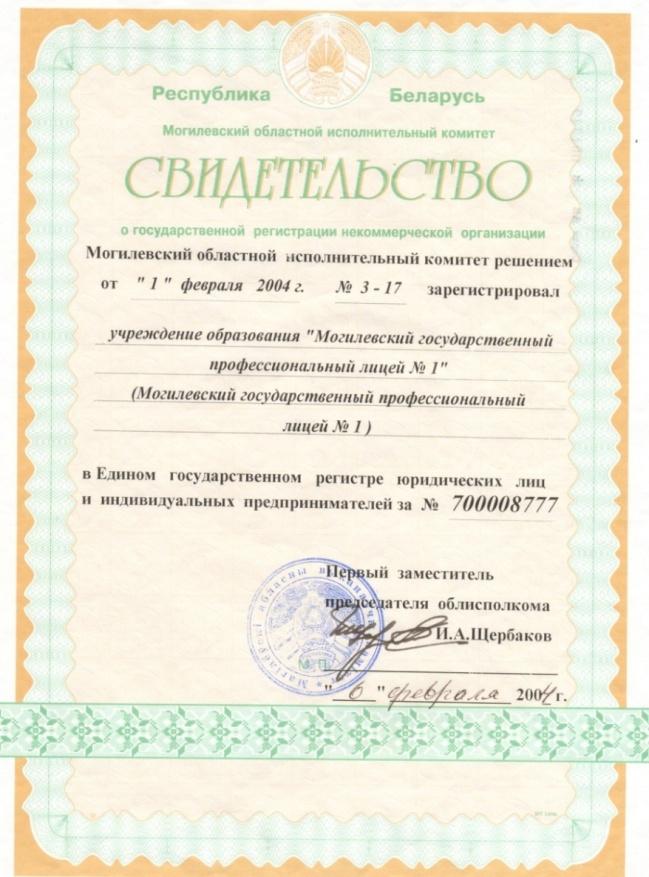 Республика Беларусь
Могилевский областной исполнительный комитет
СВИДЕТЕЛЬСТВО
о государственной регистрации некоммерческой организации
Могилевский областной исполнительный комитет решением
от "1" февраля 2004 г. № 3 - 17 зарегистрировал
учреждение образования "Могилевский государственный
профессиональный лицей № 1"
(Могилевский государственный профессиональный
лицей № 1 )
в Едином государственном регистре юридических лиц
и индивидуальных предпринимателей за № 700008777
Первый заместитель
председателя облисполкома
И.А.Щербаков
М.П.
" 6 " февраля 2004 г.